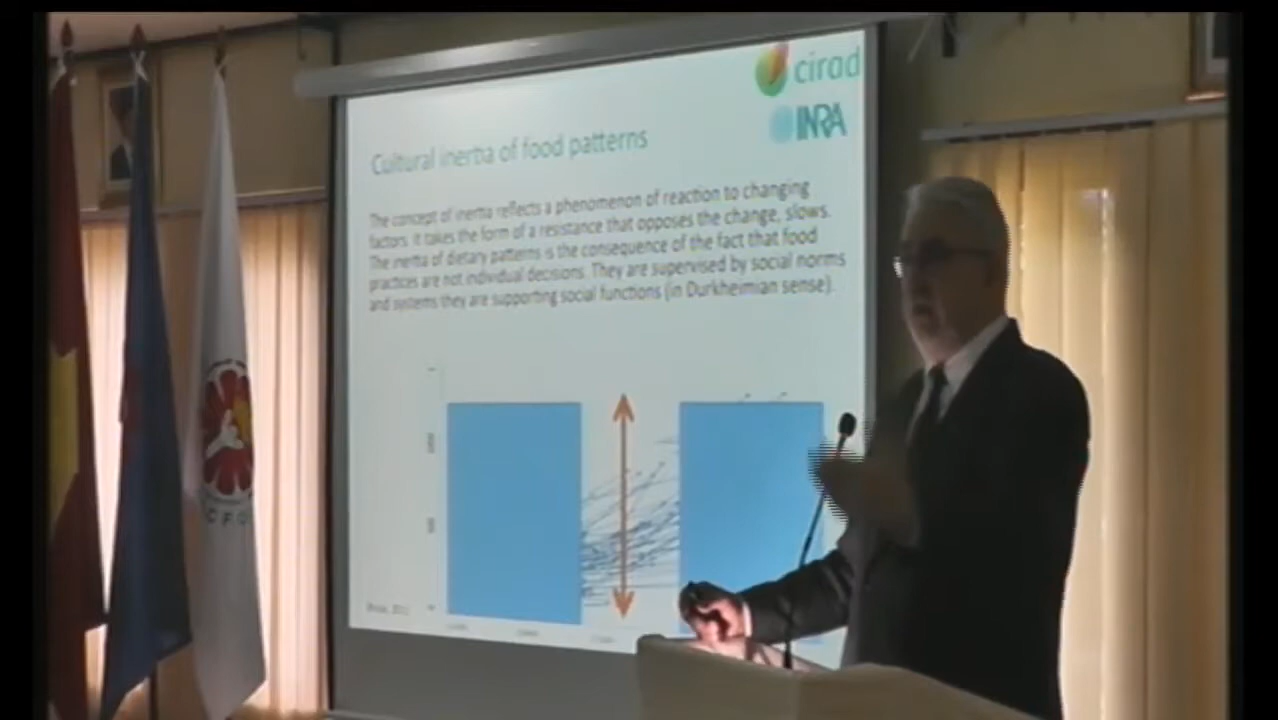 cirad
INRA
Cultural inertia of food patterns
The concept of inertia reflects a phenomenon of reaction to changing
factors. It takes the form of a resistance that opposes the change, slows.
The inertia of dietary patterns is the consequence of the fact that food
practices are not individual decisions. They are supervised by social norms
and systems they are supporting social functions (in Durkheimian sense).